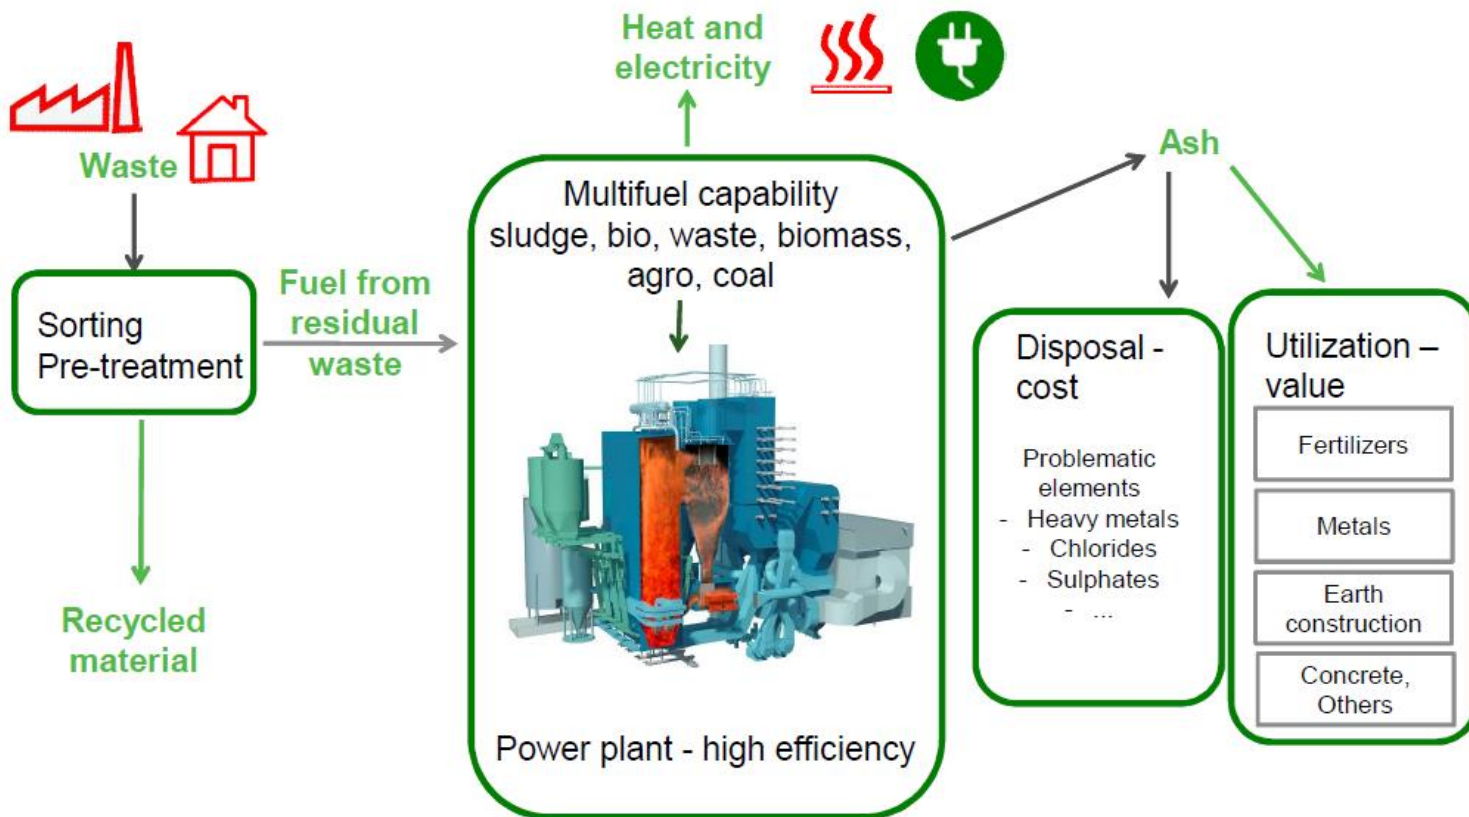 Heat and
electricity
Waste
Ash
Multifuel capability
sludge, bio, waste, biomass,
agro, coal
Sorting
Pre-treatment
Fuel from
residual
waste
Disposal -
cost
Problematic
elements
- Heavy metals
- Chlorides
- Sulphates
- ...
Utilization –
value
Fertilizers
Metals
Earth
construction
Concrete,
Others
Recycled
material
Power plant - high efficiency